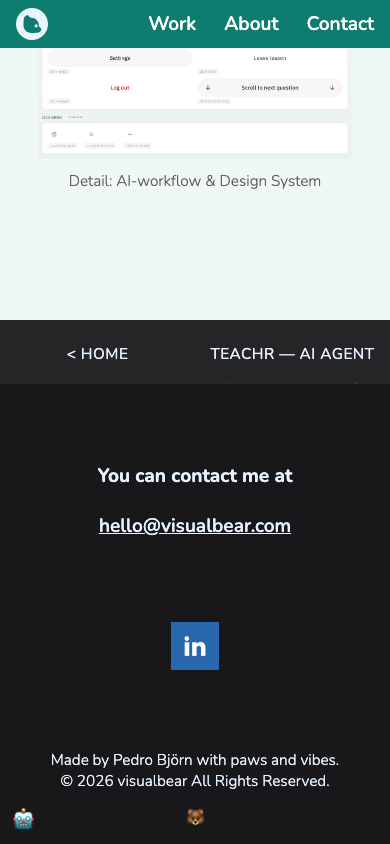 Work About Contact
Settings
Leave lesson
Log out
Scroll to next question
Detail: AI-workflow & Design System
< HOME
TEACHR — AI AGENT
You can contact me at
hello@visualbear.com
in
Made by Pedro Björn with paws and vibes.
© 2026 visualbear All Rights Reserved.